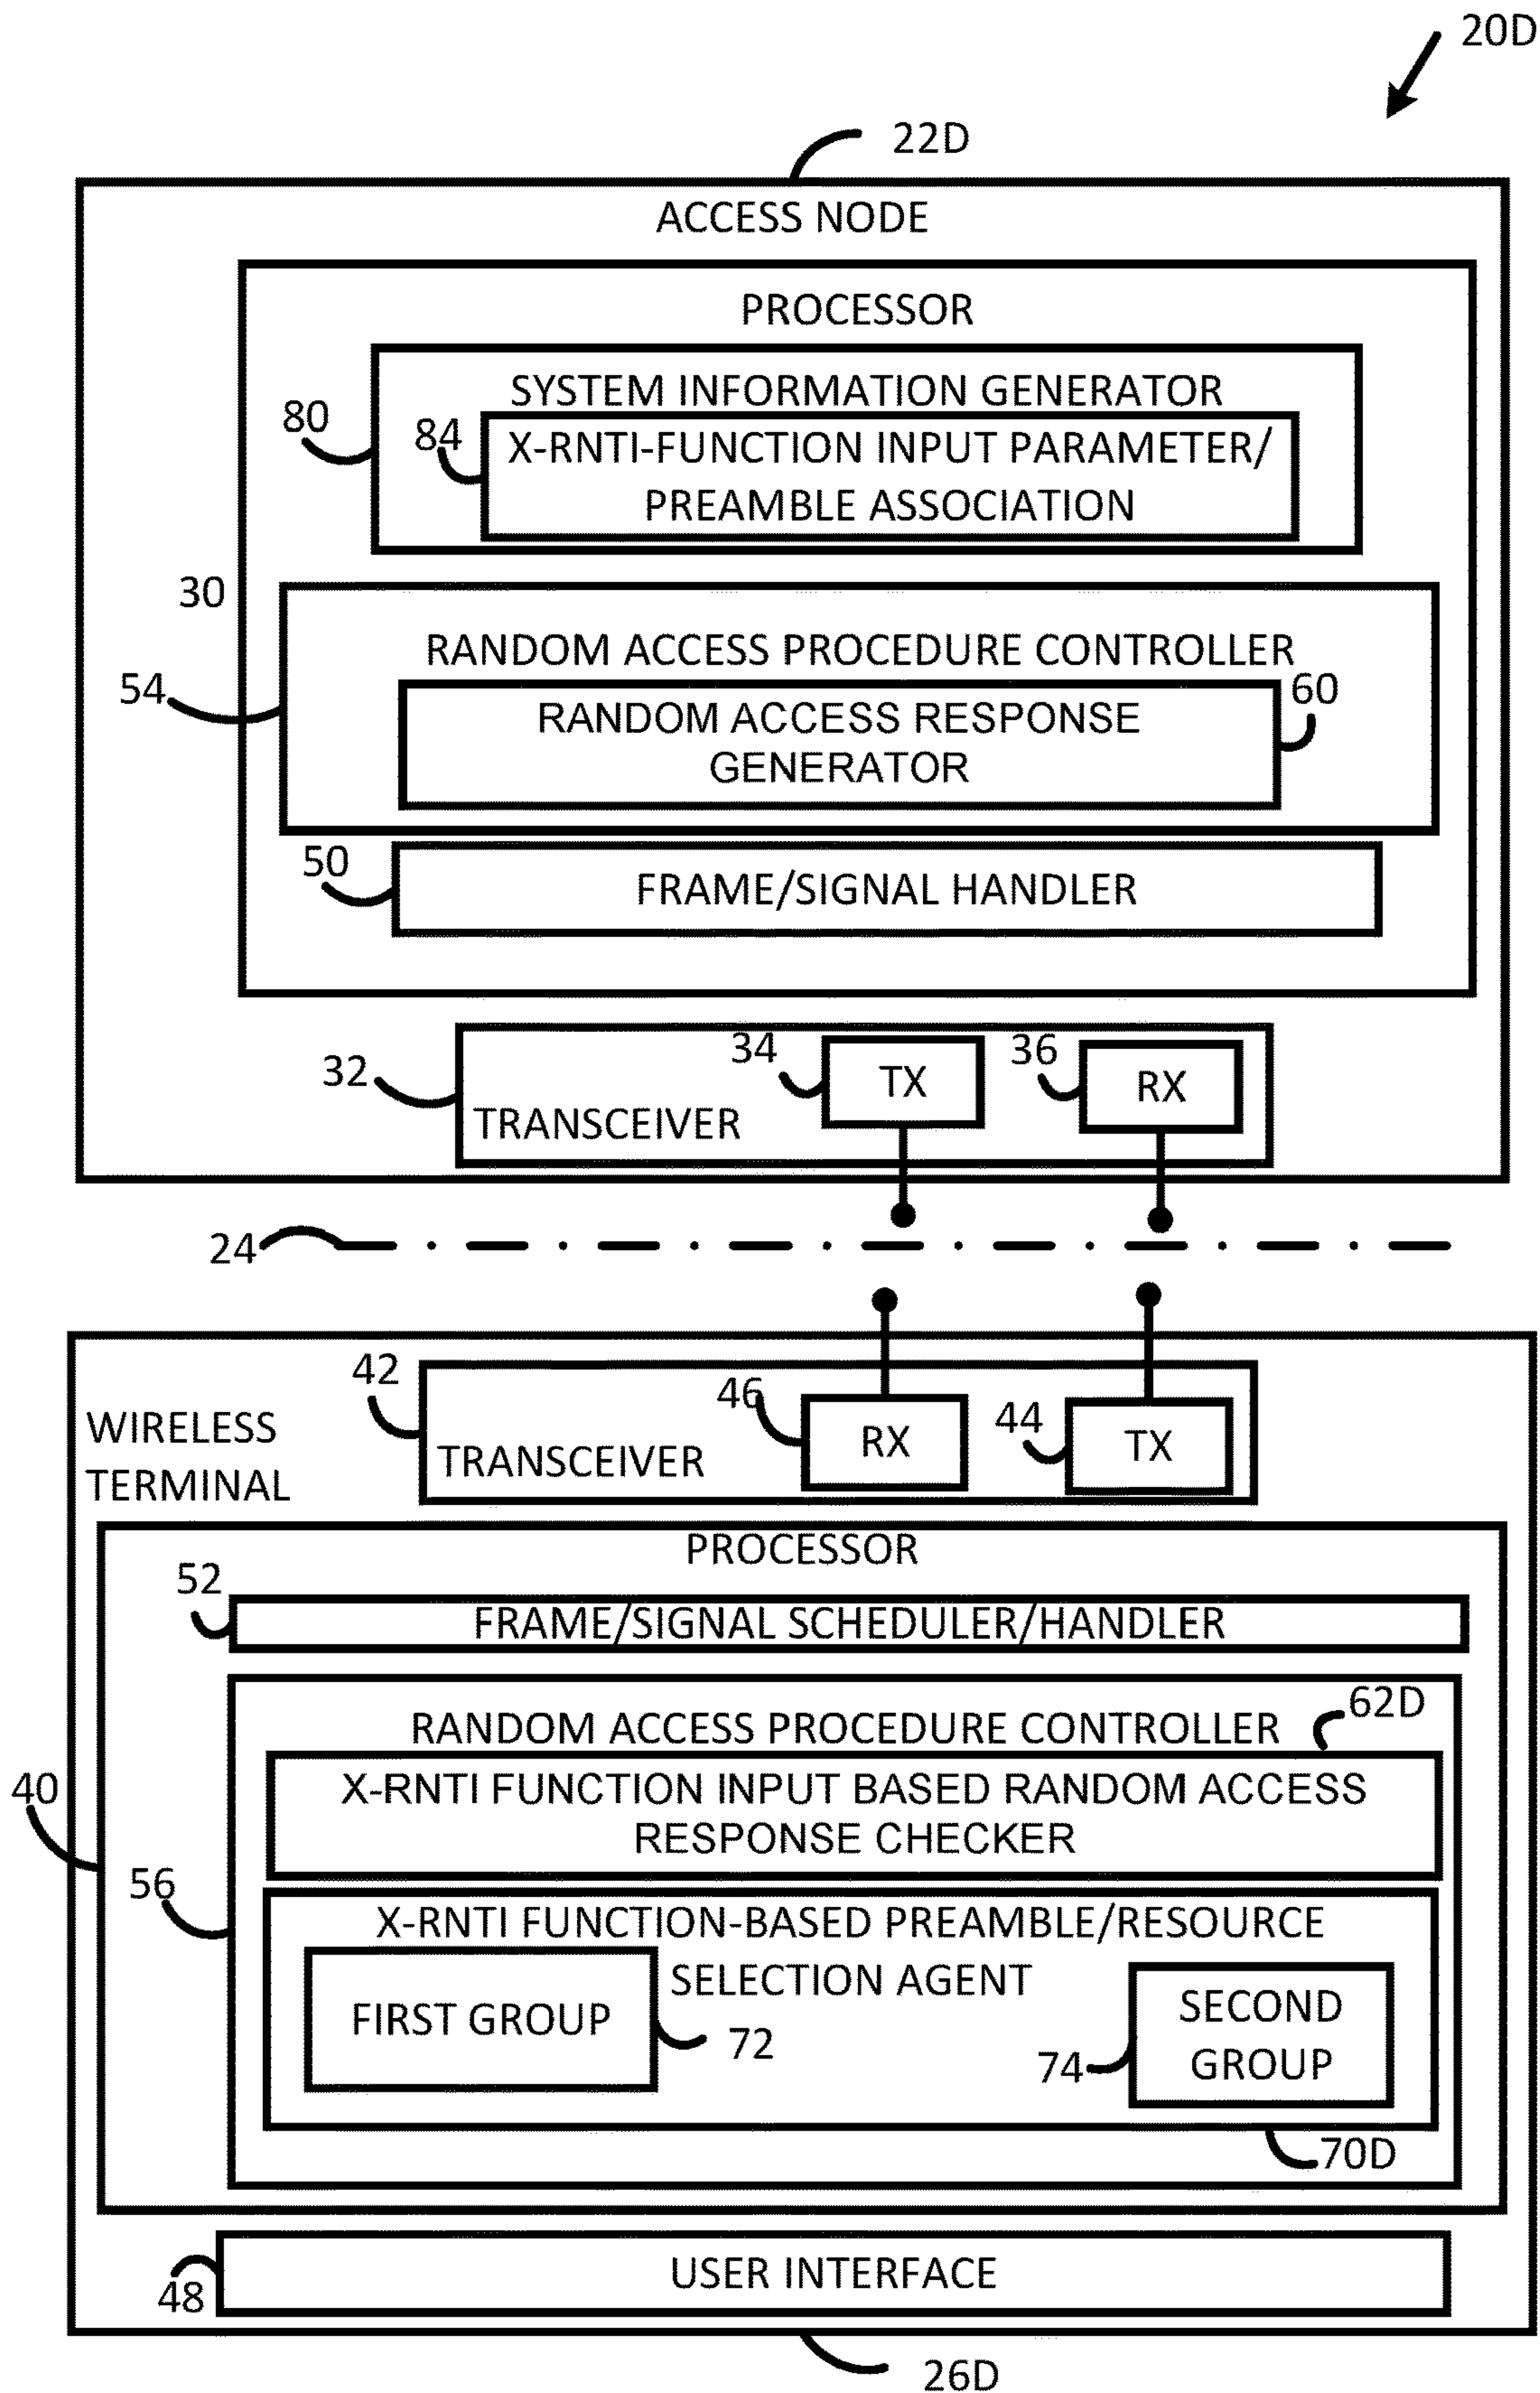 20D
22D
ACCESS NODE
PROCESSOR
SYSTEM INFORMATION GENERATOR
80
84
X-RNTI-FUNCTION INPUT PARAMETER/
PREAMBLE ASSOCIATION
30
RANDOM ACCESS PROCEDURE CONTROLLER
54
60
RANDOM ACCESS RESPONSE
GENERATOR
50
FRAME/SIGNAL HANDLER
32
34
TX
36
RX
TRANSCEIVER
24
42
46
RX
44
TX
TRANSCEIVER
WIRELESS
TERMINAL
PROCESSOR
52
FRAME/SIGNAL SCHEDULER/HANDLER
62D
RANDOM ACCESS PROCEDURE CONTROLLER
40
X-RNTI FUNCTION INPUT BASED RANDOM ACCESS
RESPONSE CHECKER
56
X-RNTI FUNCTION-BASED PREAMBLE/RESOURCE
SELECTION AGENT
FIRST GROUP
72
74
SECOND
GROUP
70D
USER INTERFACE
48
26D